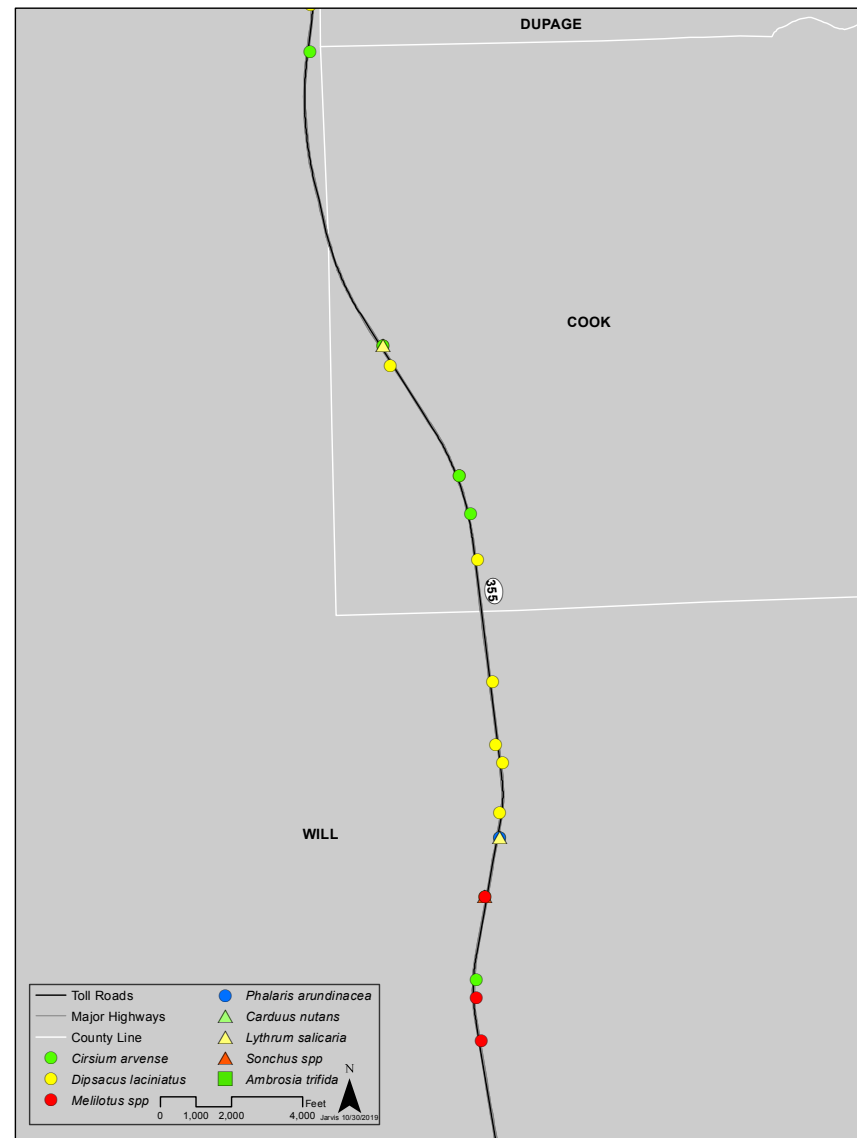 DUPAGE
COOK
355
WILL
Toll Roads
Major Highways
County Line
Cirsium arvense
Dipsacus laciniatus
Melilotus spp
Phalaris arundinacea
Carduus nutans
Lythrum salicaria
Sonchus spp
Ambrosia trifida
0 1,000 2,000 4,000
Feet
N
Jarvis 10/30/2019